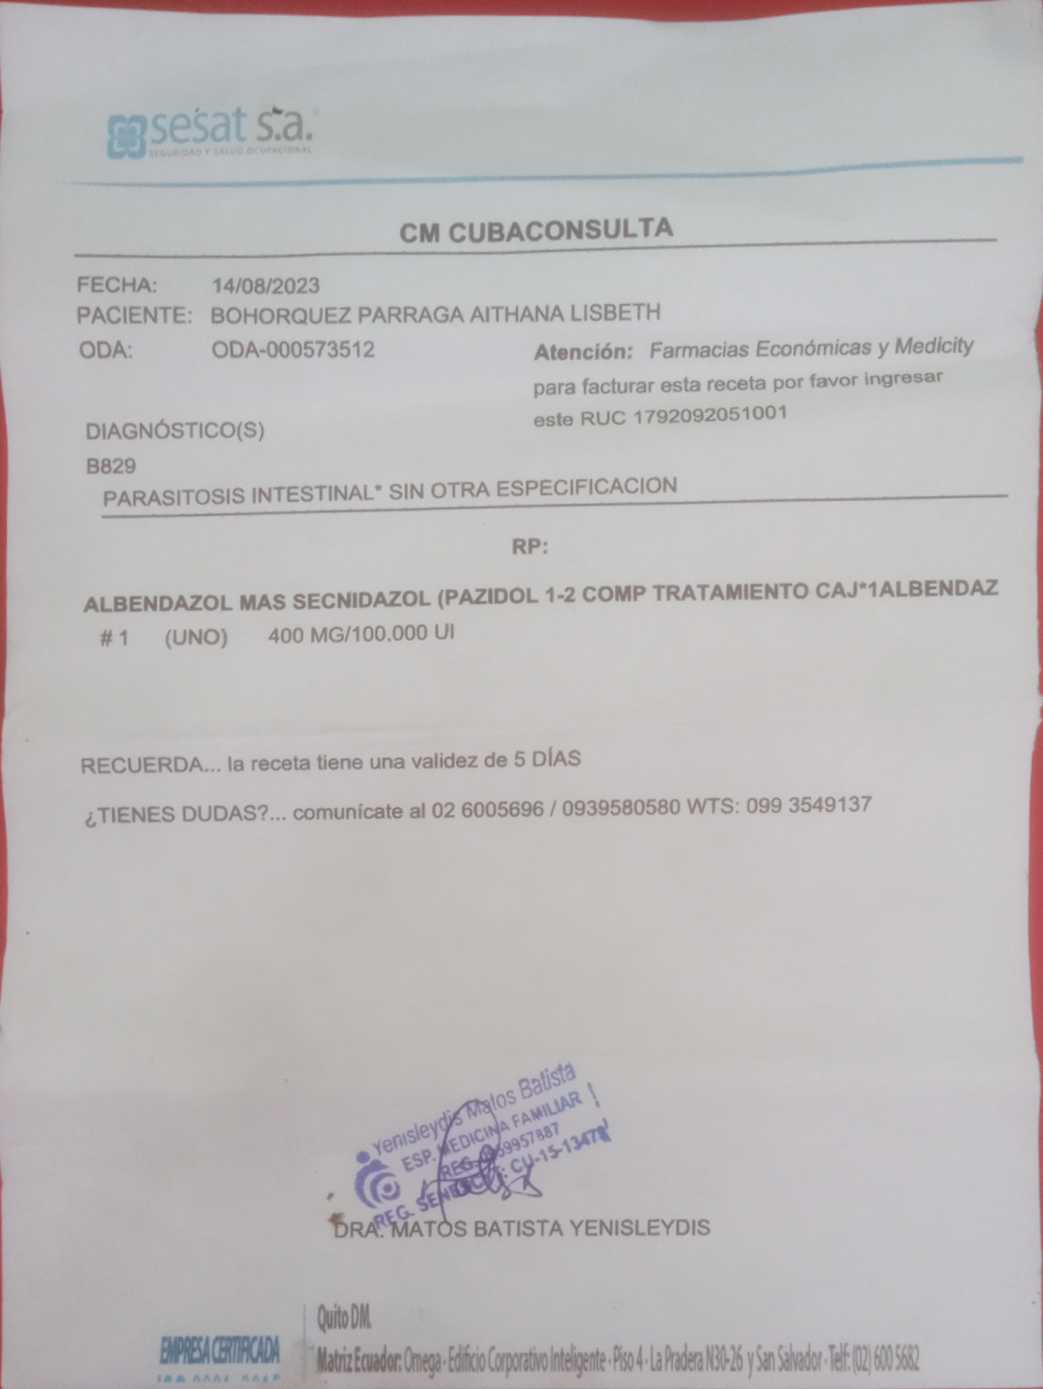 sesat s.a.
SEGURIDAD Y SALUD OCUPACIONAL
CM CUBACONSULTA
FECHA: 14/08/2023
PACIENTE: BOHORQUEZ PARRAGA AITHANA LISBETH
ODA: ODA-000573512
Atención: Farmacias Económicas y Medicity
para facturar esta receta por favor ingresar
este RUC 1792092051001
DIAGNÓSTICO(S)
B829
PARASITOSIS INTESTINAL* SIN OTRA ESPECIFICACION
RP:
ALBENDAZOL MAS SECNIDAZOL (PAZIDOL 1-2 COMP TRATAMIENTO CAJ*1ALBENDAZ
# 1 (UNO) 400 MG/100.000 UI
RECUERDA... la receta tiene una validez de 5 DÍAS
¿TIENES DUDAS?... comunícate al 02 6005696 / 0939580580 WTS: 099 3549137
Yenisleydis Matos Batista
ESP. MEDICINA FAMILIAR
REG.
REG. CU-15-13478
DRA. MATOS BATISTA YENISLEYDIS
Quito DM.
EMPRESA CERTIFICADA
Matriz Ecuador: Omega - Edificio Corporativo Inteligente - Piso 4 - La Pradera N30-26 y San Salvador - Telf: (02) 600 5682